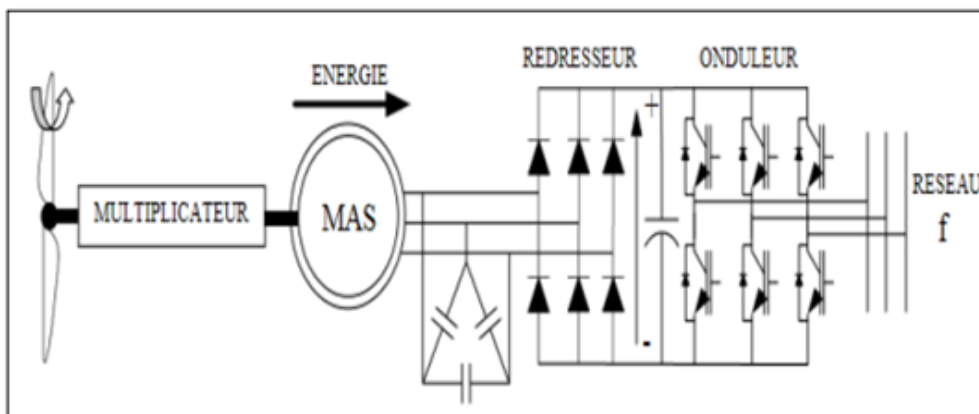 ENERGIE
REDRESSEUR
ONDULEUR
MULTIPLICATEUR
MAS
+
-
RESEAU
f